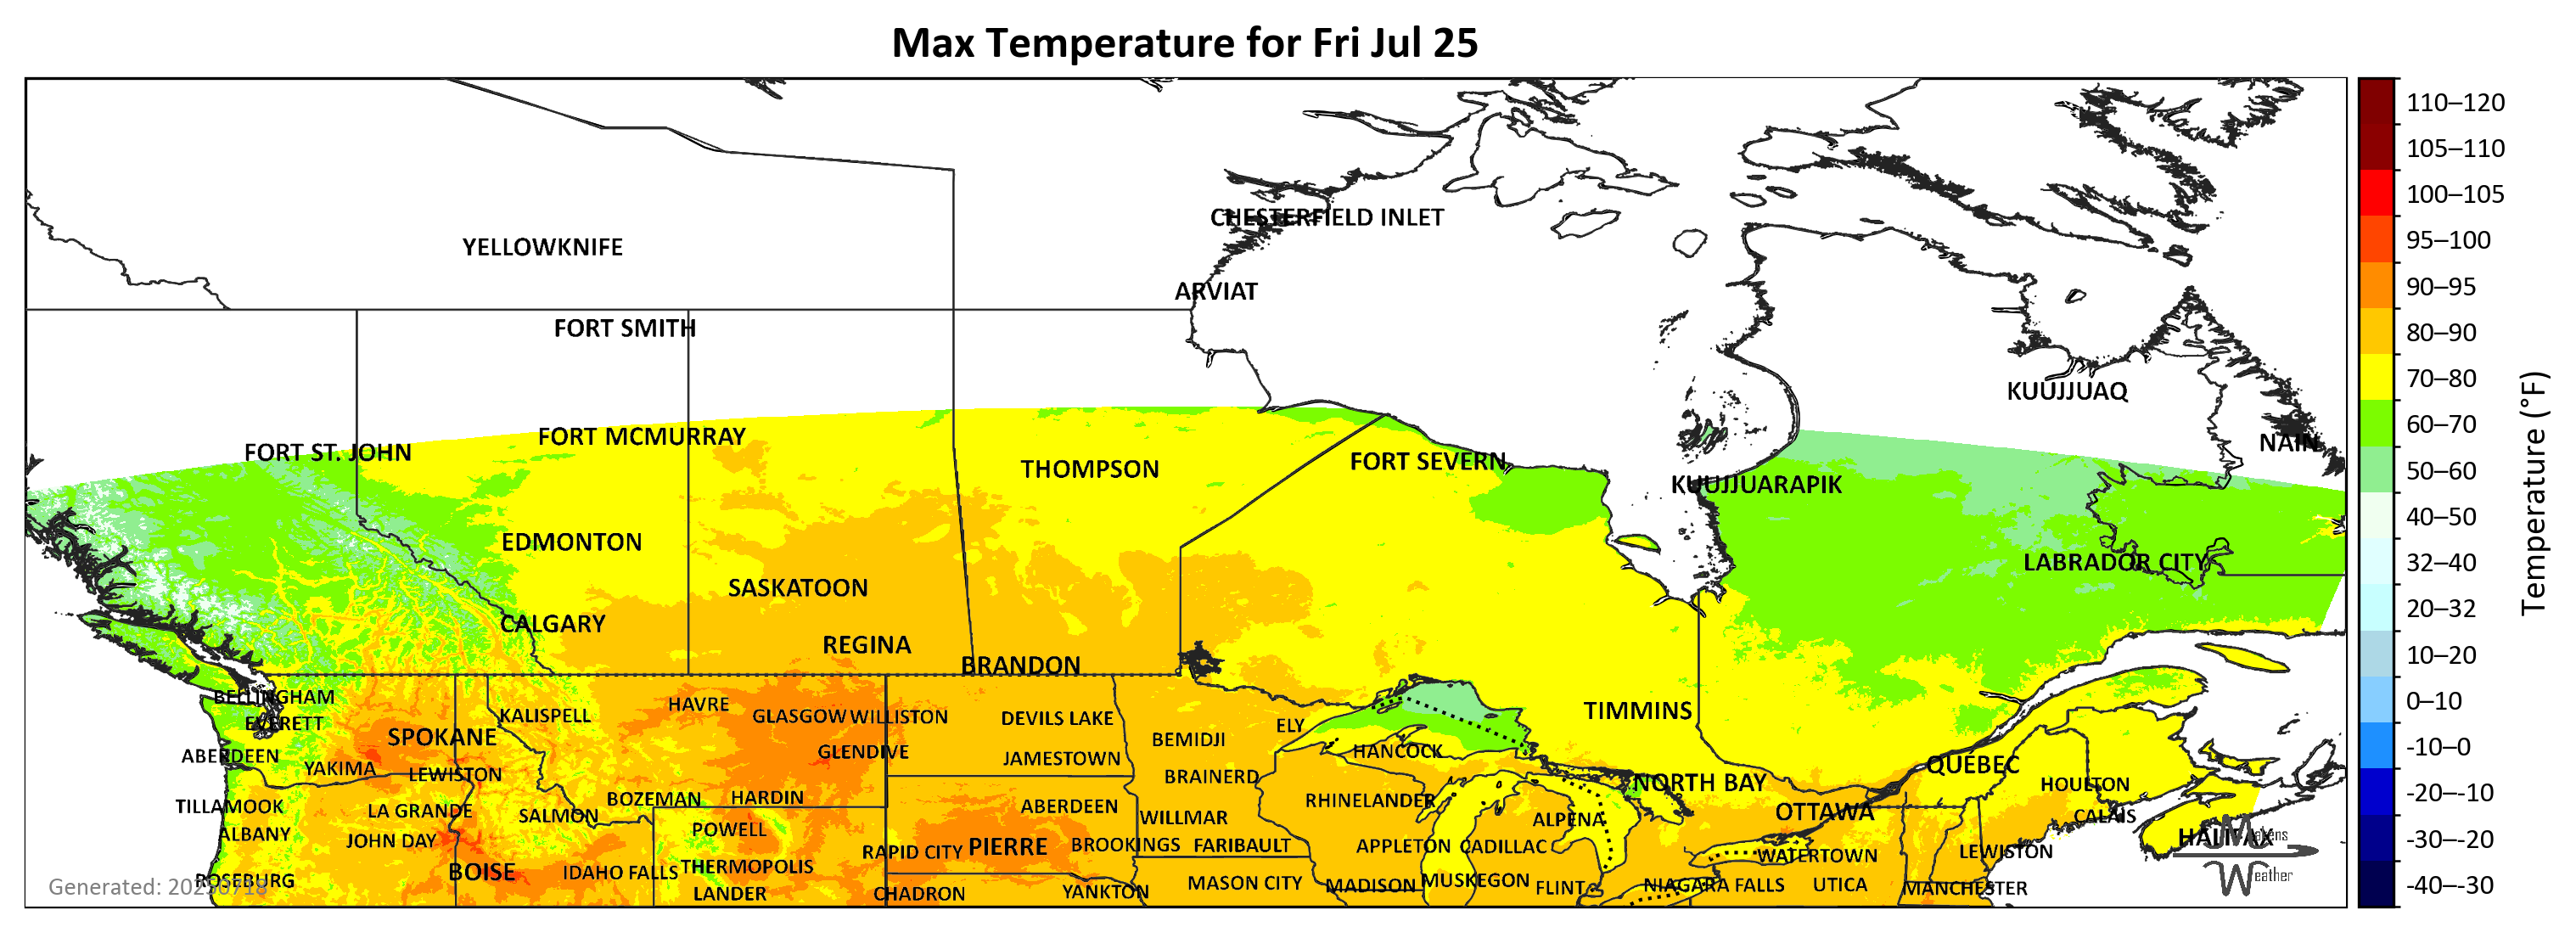 Max Temperature for Fri Jul 25
CHESTERFIELD INLET
YELLOWKNIFE
ARVIAT
FORT SMITH
KUUJJUAQ
FORT MCMURRAY
NAIN
FORT ST. JOHN
THOMPSON
FORT SEVERN
KUUJJUARAPIK
EDMONTON
LABRADOR CITY
SASKATOON
CALGARY
REGINA
BRANDON
BELLINGHAM
HAVRE
KALISPELL
GLASGOW WILLISTON
DEVILS LAKE
TIMMINS
EVERETT
ELY
SPOKANE
BEMIDJI
GLENDIVE
HANCOCK
ABERDEEN
JAMESTOWN
QUEBEC
YAKIMA
LEWISTON
BRAINERD
NORTH BAY
HOULTON
BOZEMAN
HARDIN
RHINELANDER
TILLAMOOK
LA GRANDE
SALMON
ABERDEEN
WILLMAR
ALPENA
OTTAWA
CALAIS
ALBANY
JOHN DAY
POWELL
HALIFAX
RAPID CITY
PIERRE
BROOKINGS
FARIBAULT
APPLETON
CADILLAC
WATERTOWN
LEWISTON
BOISE
IDAHO FALLS
THERMOPOLIS
ROSEBURG
MASON CITY
MADISON
MUSKEGON
FLINT
NIAGARA FALLS
UTICA
MANCHESTER
LANDER
CHADRON
YANKTON
Generated: 20250718
Makens
Weather
110–120
105–110
100–105
95–100
90–95
80–90
70–80
60–70
50–60
40–50
32–40
20–32
10–20
0–10
-10–0
-20–-10
-30–-20
-40–-30
Temperature (°F)